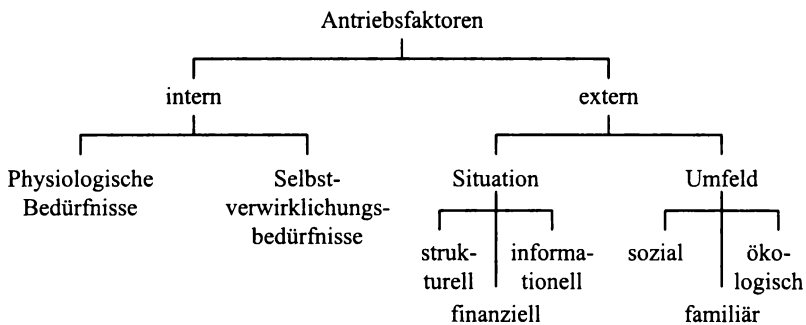 Antriebsfaktoren
intern
extern
Physiologische
Bedürfnisse
Selbst-
verwirklichungs-
bedürfnisse
Situation
Umfeld
struk-
turell
informa-
tionell
finanziell
sozial
öko-
logisch
familiär